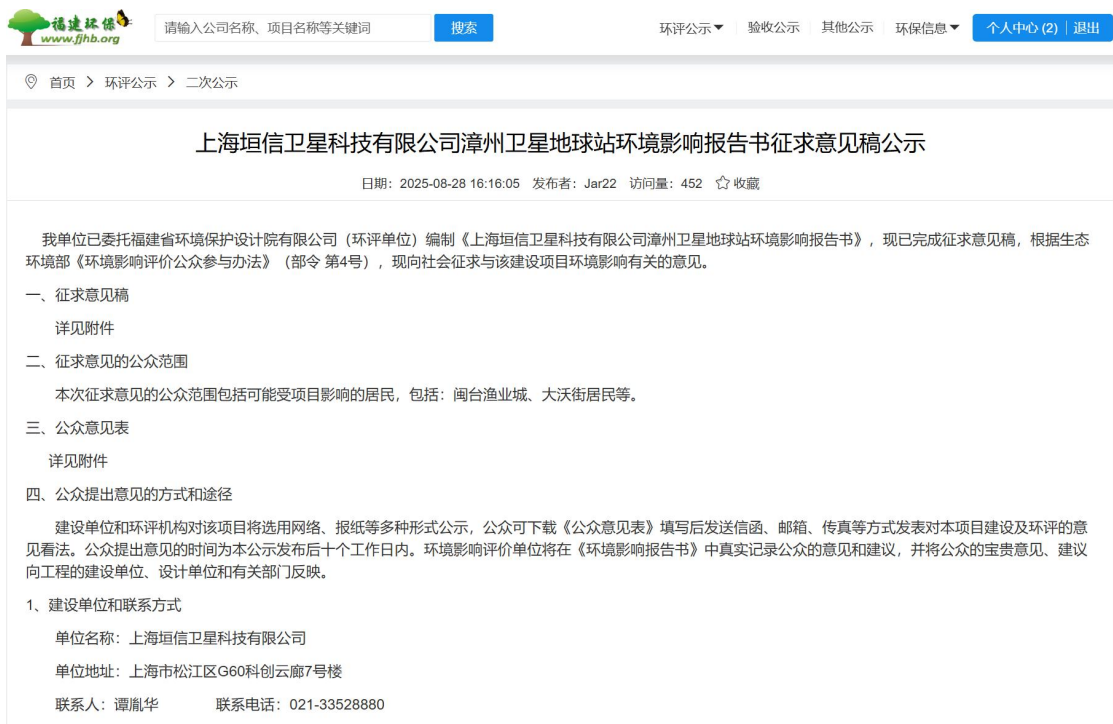 福建环保
www.fjhb.org
请输入公司名称、项目名称等关键词
搜索
环评公示
验收公示
其他公示
环保信息
个人中心 (2) | 退出
首页 > 环评公示 > 二次公示
上海垣信卫星科技有限公司漳州卫星地球站环境影响报告书征求意见稿公示
日期：2025-08-28 16:16:05 发布者：Jar22 访问量：452 收藏
我单位已委托福建省环境保护设计院有限公司（环评单位）编制《上海垣信卫星科技有限公司漳州卫星地球站环境影响报告书》，现已完成征求意见稿，根据生态
环境部《环境影响评价公众参与办法》（部令 第4号），现向社会征求与该建设项目环境影响有关的意见。
一、征求意见稿
详见附件
二、征求意见的公众范围
本次征求意见的公众范围包括可能受项目影响的居民，包括：闽台渔业城、大沃街居民等。
三、公众意见表
详见附件
四、公众提出意见的方式和途径
建设单位和环评机构对该项目将选用网络、报纸等多种形式公示，公众可下载《公众意见表》填写后发送信函、邮箱、传真等方式发表对本项目建设及环评的意
见看法。公众提出意见的时间为本公示发布后十个工作日内。环境影响评价单位将在《环境影响报告书》中真实记录公众的意见和建议，并将公众的宝贵意见、建议
向工程的建设单位、设计单位和有关部门反映。
1、建设单位和联系方式
单位名称：上海垣信卫星科技有限公司
单位地址：上海市松江区G60科创云廊7号楼
联系人：谭胤华 联系电话：021-33528880